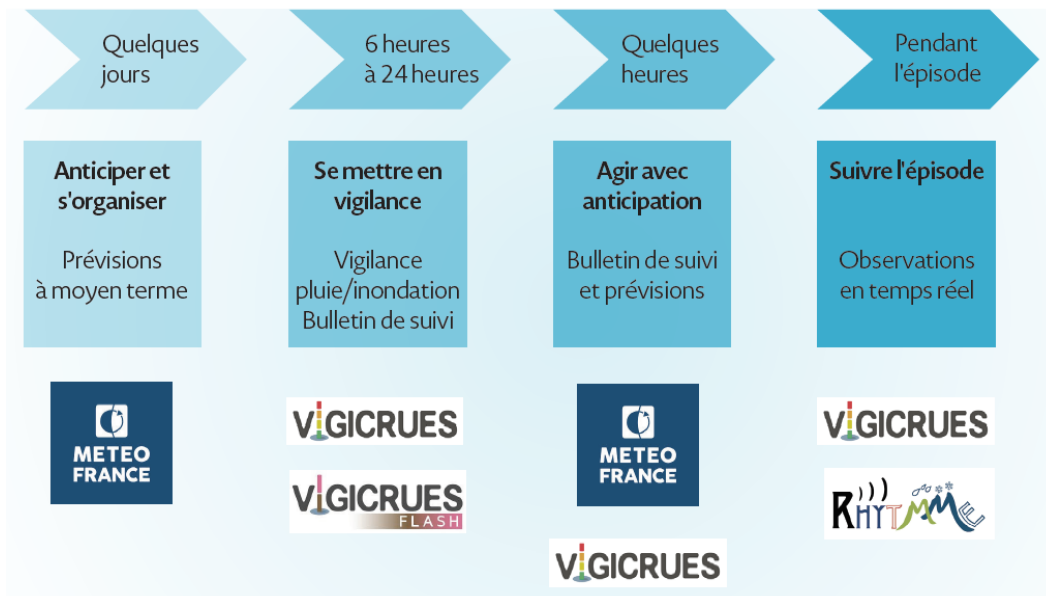 Quelques
jours
6 heures
à 24 heures
Quelques
heures
Pendant
l'épisode
Anticiper et
s'organiser
Prévisions
à moyen terme
Se mettre en
vigilance
Vigilance
pluie/inondation
Bulletin de suivi
Agir avec
anticipation
Bulletin de suivi
et prévisions
Suivre l'épisode
Observations
en temps réel
METEO
FRANCE
VIGICRUES
VIGICRUES
FLASH
METEO
FRANCE
VIGICRUES
VIGICRUES
RHYTMME